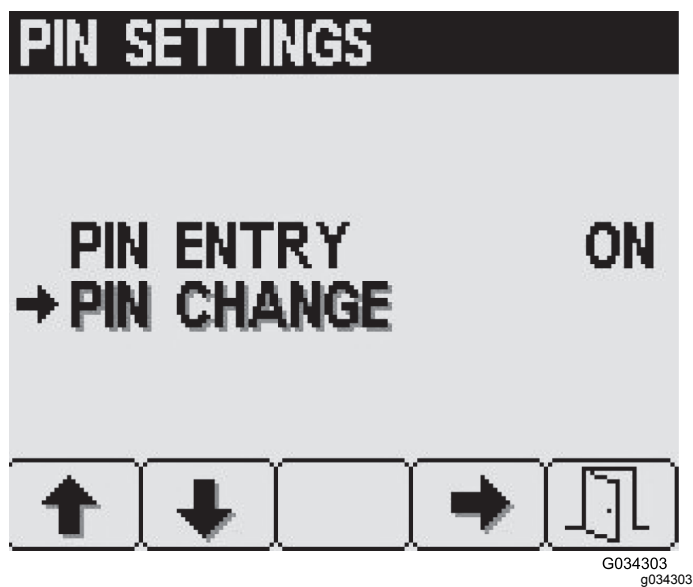 PIN SETTINGS
PIN ENTRY ON
PIN CHANGE
G034303
g034303